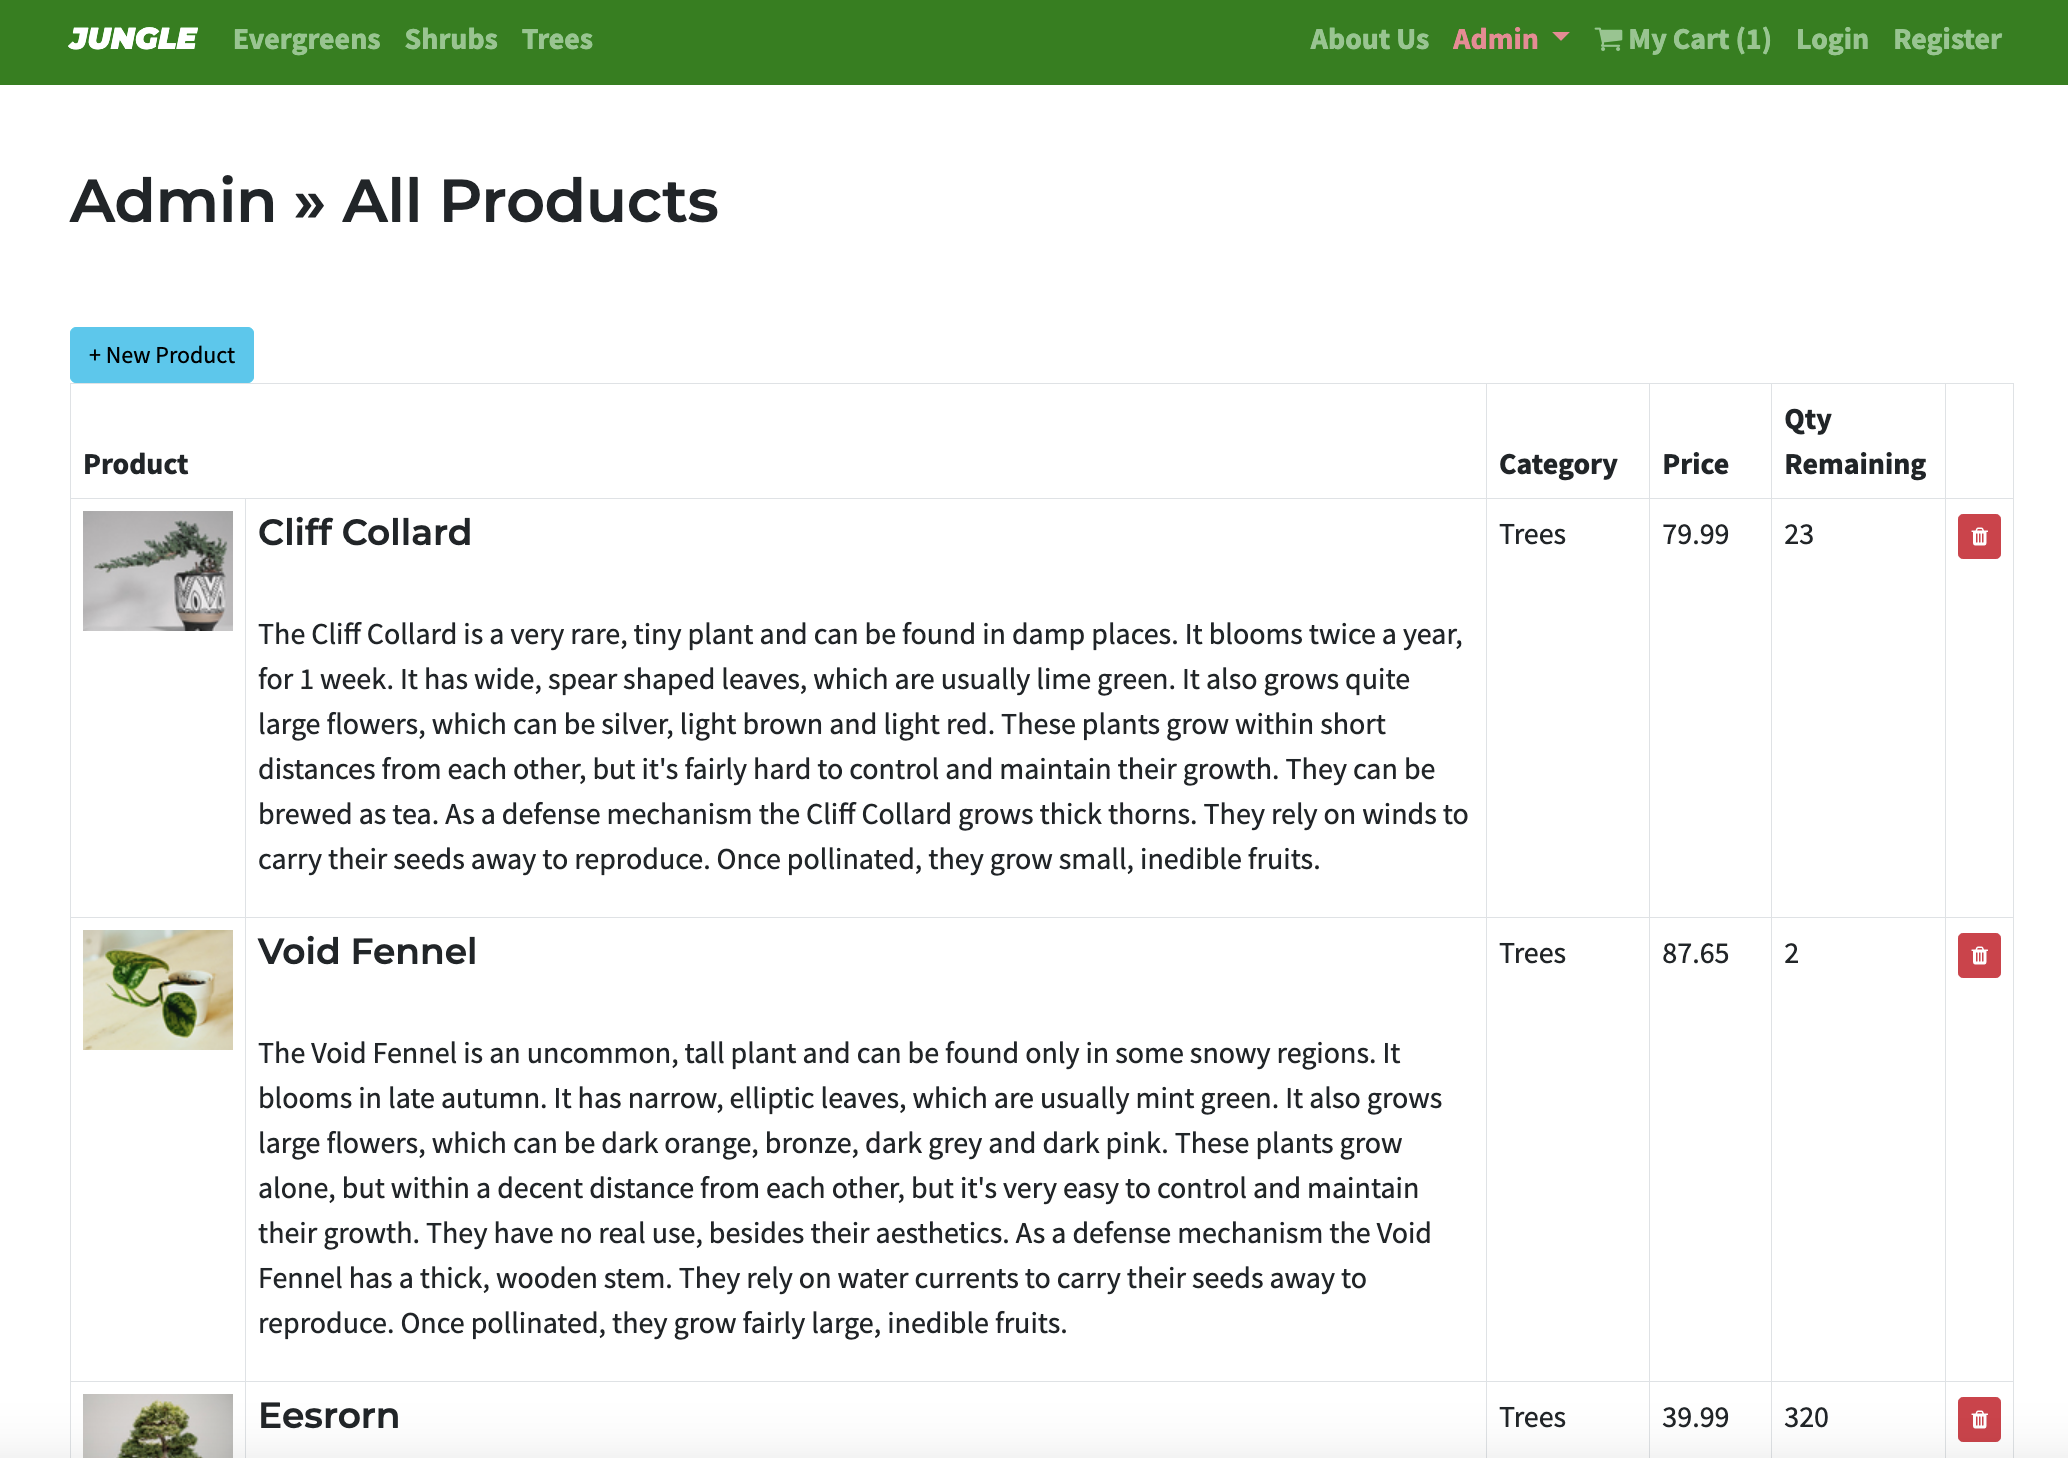 JUNGLE Evergreens Shrubs Trees About Us Admin My Cart (1) Login Register
Admin » All Products
+ New Product
Product Category Price Qty Remaining
Cliff Collard Trees 79.99 23
The Cliff Collard is a very rare, tiny plant and can be found in damp places. It blooms twice a year,
for 1 week. It has wide, spear shaped leaves, which are usually lime green. It also grows quite
large flowers, which can be silver, light brown and light red. These plants grow within short
distances from each other, but it's fairly hard to control and maintain their growth. They can be
brewed as tea. As a defense mechanism the Cliff Collard grows thick thorns. They rely on winds to
carry their seeds away to reproduce. Once pollinated, they grow small, inedible fruits.
Void Fennel Trees 87.65 2
The Void Fennel is an uncommon, tall plant and can be found only in some snowy regions. It
blooms in late autumn. It has narrow, elliptic leaves, which are usually mint green. It also grows
large flowers, which can be dark orange, bronze, dark grey and dark pink. These plants grow
alone, but within a decent distance from each other, but it's very easy to control and maintain
their growth. They have no real use, besides their aesthetics. As a defense mechanism the Void
Fennel has a thick, wooden stem. They rely on water currents to carry their seeds away to
reproduce. Once pollinated, they grow fairly large, inedible fruits.
Eesrorn Trees 39.99 320